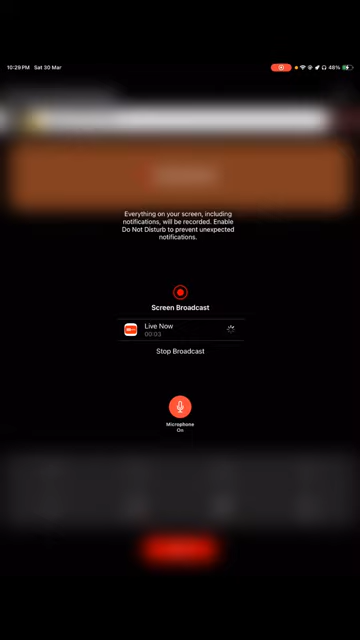 10:29 PM Sat 30 Mar 48%
Everything on your screen, including
notifications, will be recorded. Enable
Do Not Disturb to prevent unexpected
notifications.
Screen Broadcast
Live Now
00:03
Stop Broadcast
Microphone
On